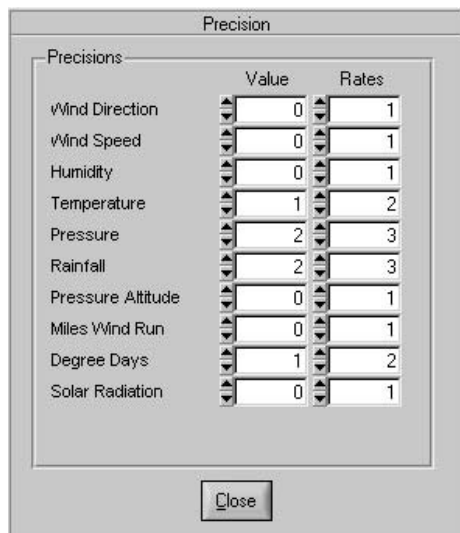 Precision
Precisions
Value Rates
Wind Direction 0 1
Wind Speed 0 1
Humidity 0 1
Temperature 1 2
Pressure 2 3
Rainfall 2 3
Pressure Altitude 0 1
Miles Wind Run 0 1
Degree Days 1 2
Solar Radiation 0 1
Close